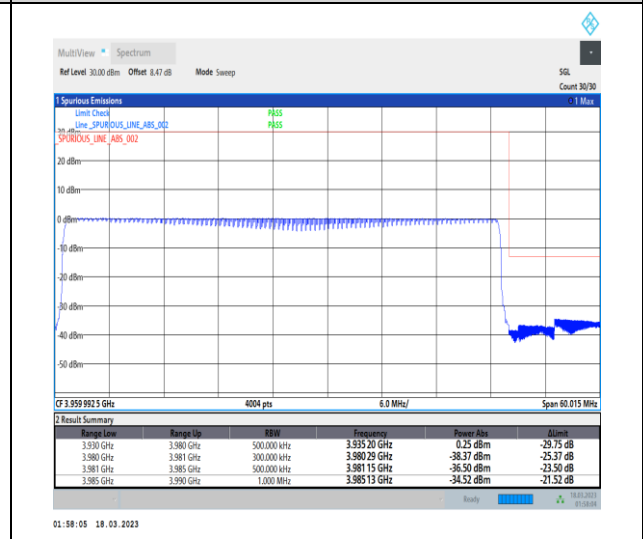 MultiView Spectrum
Ref Level 30.00 dBm Offset 8.47 dB Mode Sweep SGL
Count 30/30
1 Spurious Emissions 1 Max
Limit Check PASS
Line _SPURIOUS_LINE_ABS_002 PASS
_SPURIOUS_LINE_ABS_002
20 dBm
10 dBm
0 dBm
-10 dBm
-20 dBm
-30 dBm
-40 dBm
-50 dBm
CF 3.959 992 5 GHz 4004 pts 6.0 MHz/ Span 60.015 MHz
2 Result Summary
Range Low Range Up RBW Frequency Power Abs ΔLimit
3.930 GHz 3.980 GHz 500.000 kHz 3.935 20 GHz 0.25 dBm -29.75 dB
3.980 GHz 3.981 GHz 300.000 kHz 3.980 29 GHz -38.37 dBm -25.37 dB
3.981 GHz 3.985 GHz 500.000 kHz 3.981 15 GHz -36.50 dBm -23.50 dB
3.985 GHz 3.990 GHz 1.000 MHz 3.985 13 GHz -34.52 dBm -21.52 dB
Ready 18.03.2023
01:58:04
01:58:05 18.03.2023